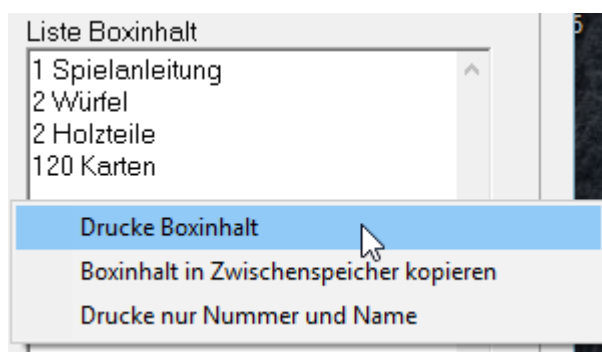 Liste Boxinhalt
5
1 Spielanleitung
2 Würfel
2 Holzteile
120 Karten
Drucke Boxinhalt
Boxinhalt in Zwischenspeicher kopieren
Drucke nur Nummer und Name